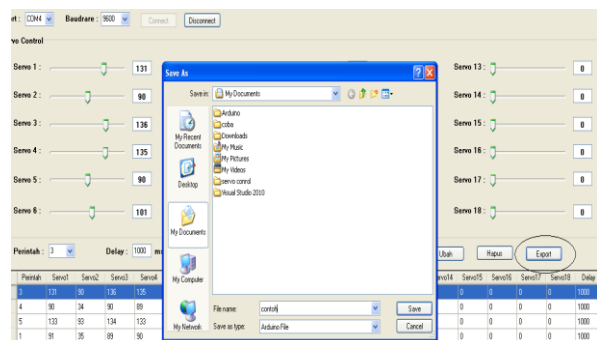 ort : COM4 Baudrare : 9600 Connect Disconnect
vo Control
Servo 1 : 131
Servo 2 : 90
Servo 3 : 136
Servo 4 : 135
Servo 5 : 90
Servo 6 : 101
Save As
Save in: My Documents
My Recent Documents
Desktop
My Documents
My Computer
My Network
Arduino
coba
Downloads
My Music
My Pictures
My Videos
servo conrol
Visual Studio 2010
File name: contoh Save
Save as type: Arduino File Cancel
Servo 13 : 0
Servo 14 : 0
Servo 15 : 0
Servo 16 : 0
Servo 17 : 0
Servo 18 : 0
Perintah : 3 Delay : 1000 m Ubah Hapus Export
Perintah Servo1 Servo2 Servo3 Servo4 ervo14 Servo15 Servo16 Servo17 Servo18 Delay
3 131 90 136 135 0 0 0 0 1000
4 90 34 90 89 0 0 0 0 1000
5 133 93 134 133 0 0 0 0 1000
1 91 35 89 90 0 0 0 0 1000